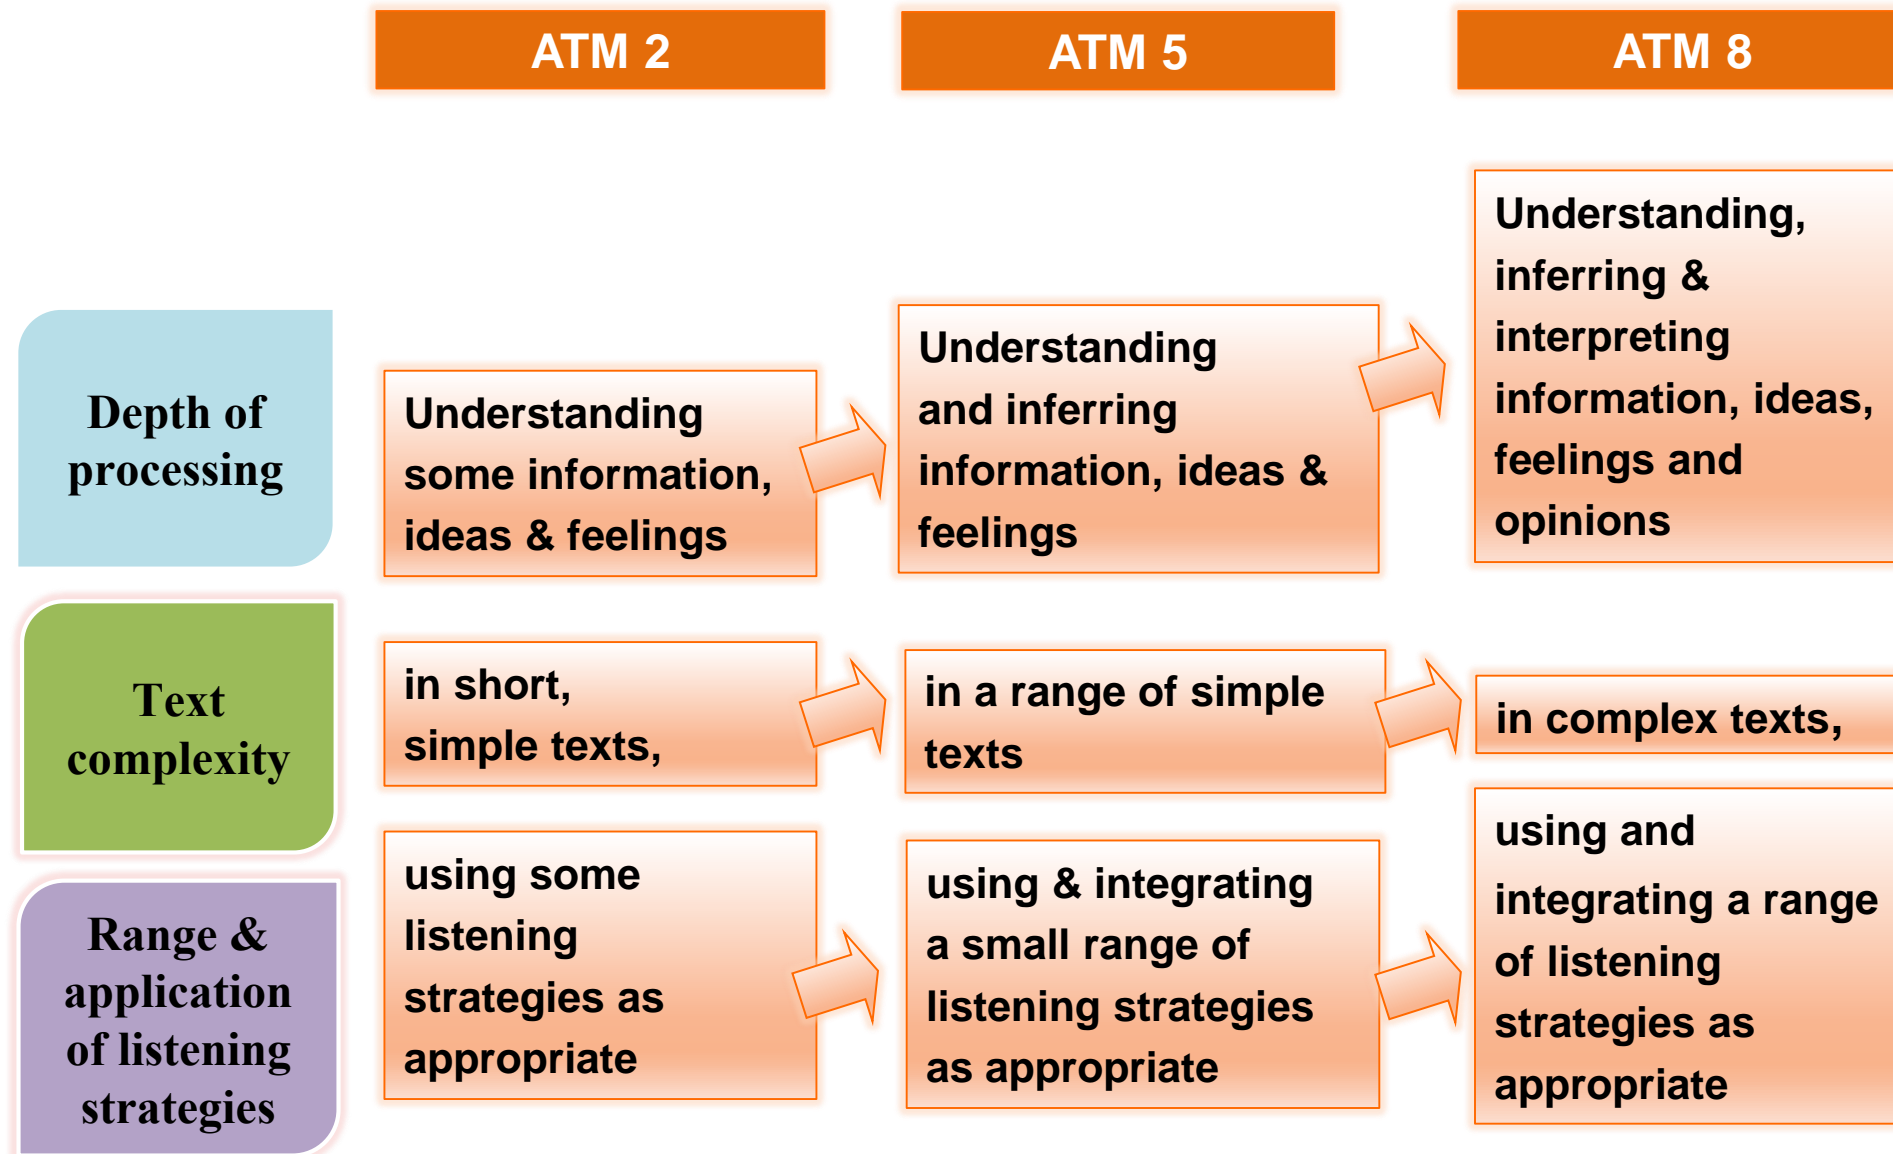 ATM 2
ATM 5
ATM 8
Depth of
processing
Understanding
some information,
ideas & feelings
Understanding
and inferring
information, ideas &
feelings
Understanding,
inferring &
interpreting
information, ideas,
feelings and
opinions
Text
complexity
in short,
simple texts,
in a range of simple
texts
in complex texts,
Range &
application
of listening
strategies
using some
listening
strategies as
appropriate
using & integrating
a small range of
listening strategies
as appropriate
using and
integrating a range
of listening
strategies as
appropriate